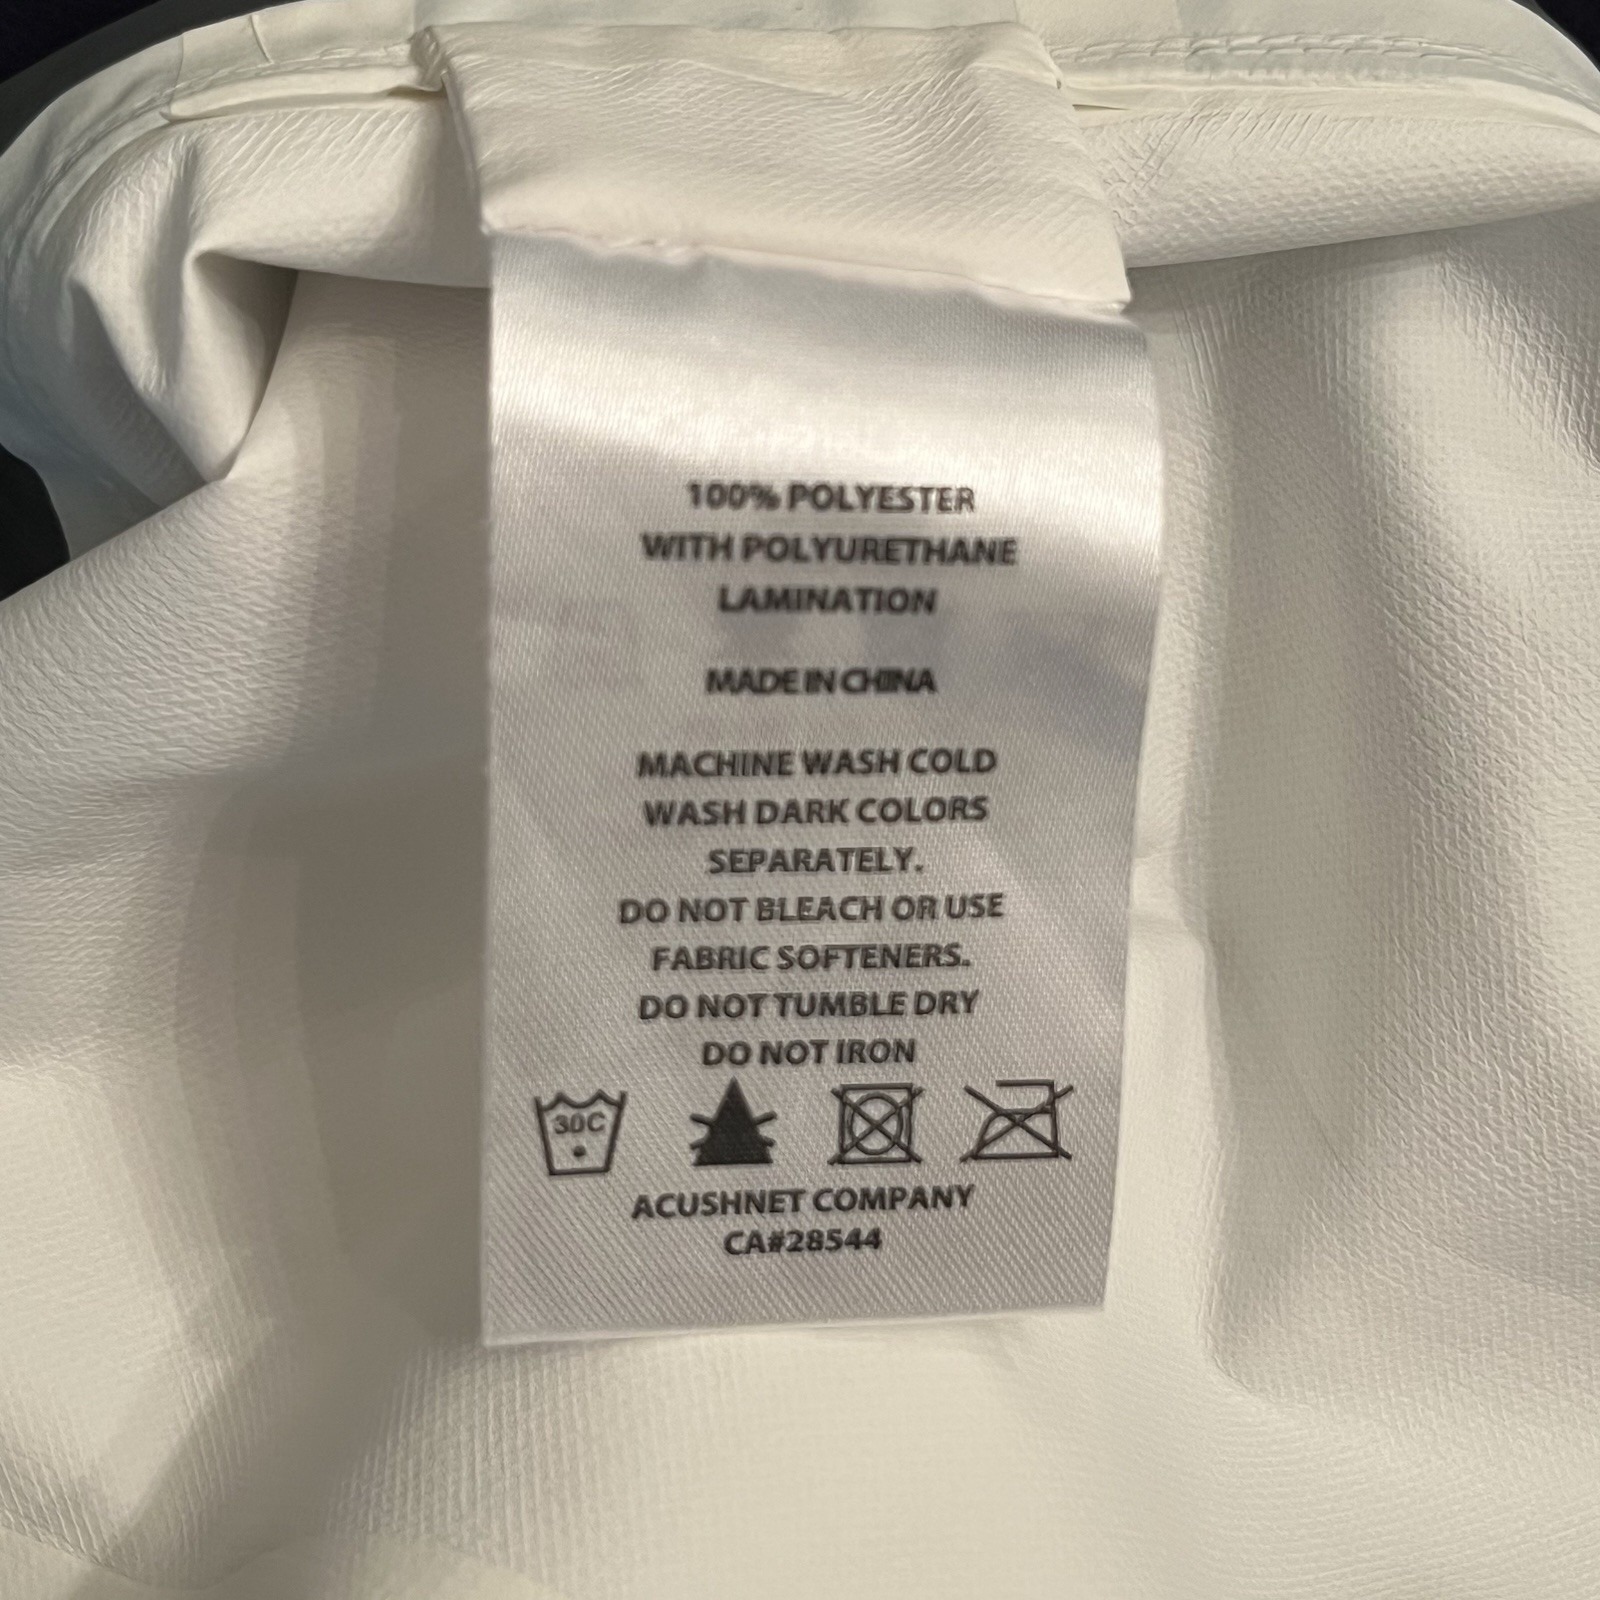 100% POLYESTER
WITH POLYURETHANE
LAMINATION
MADE IN CHINA
MACHINE WASH COLD
WASH DARK COLORS
SEPARATELY.
DO NOT BLEACH OR USE
FABRIC SOFTENERS.
DO NOT TUMBLE DRY
DO NOT IRON
30C
ACUSHNET COMPANY
CA#28544